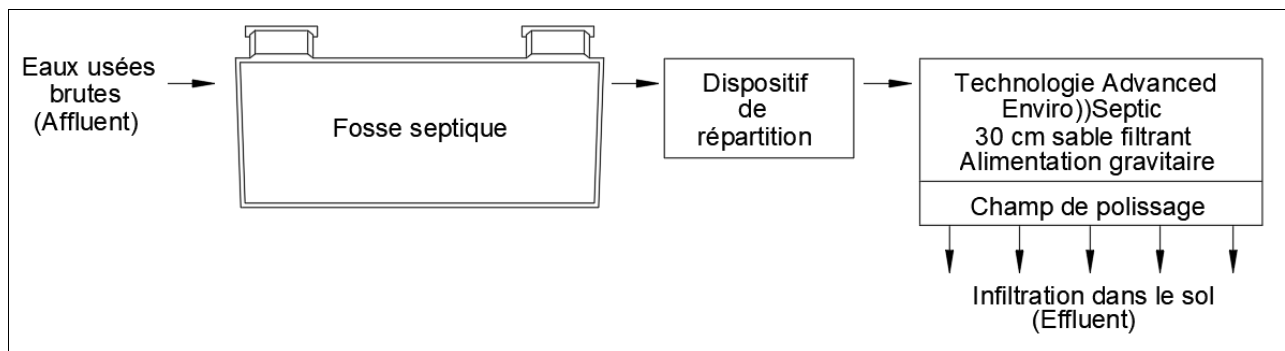 Eaux usées
brutes
(Affluent)
Fosse septique
Dispositif
de
répartition
Technologie Advanced
Enviro))Septic
30 cm sable filtrant
Alimentation gravitaire
Champ de polissage
Infiltration dans le sol
(Effluent)